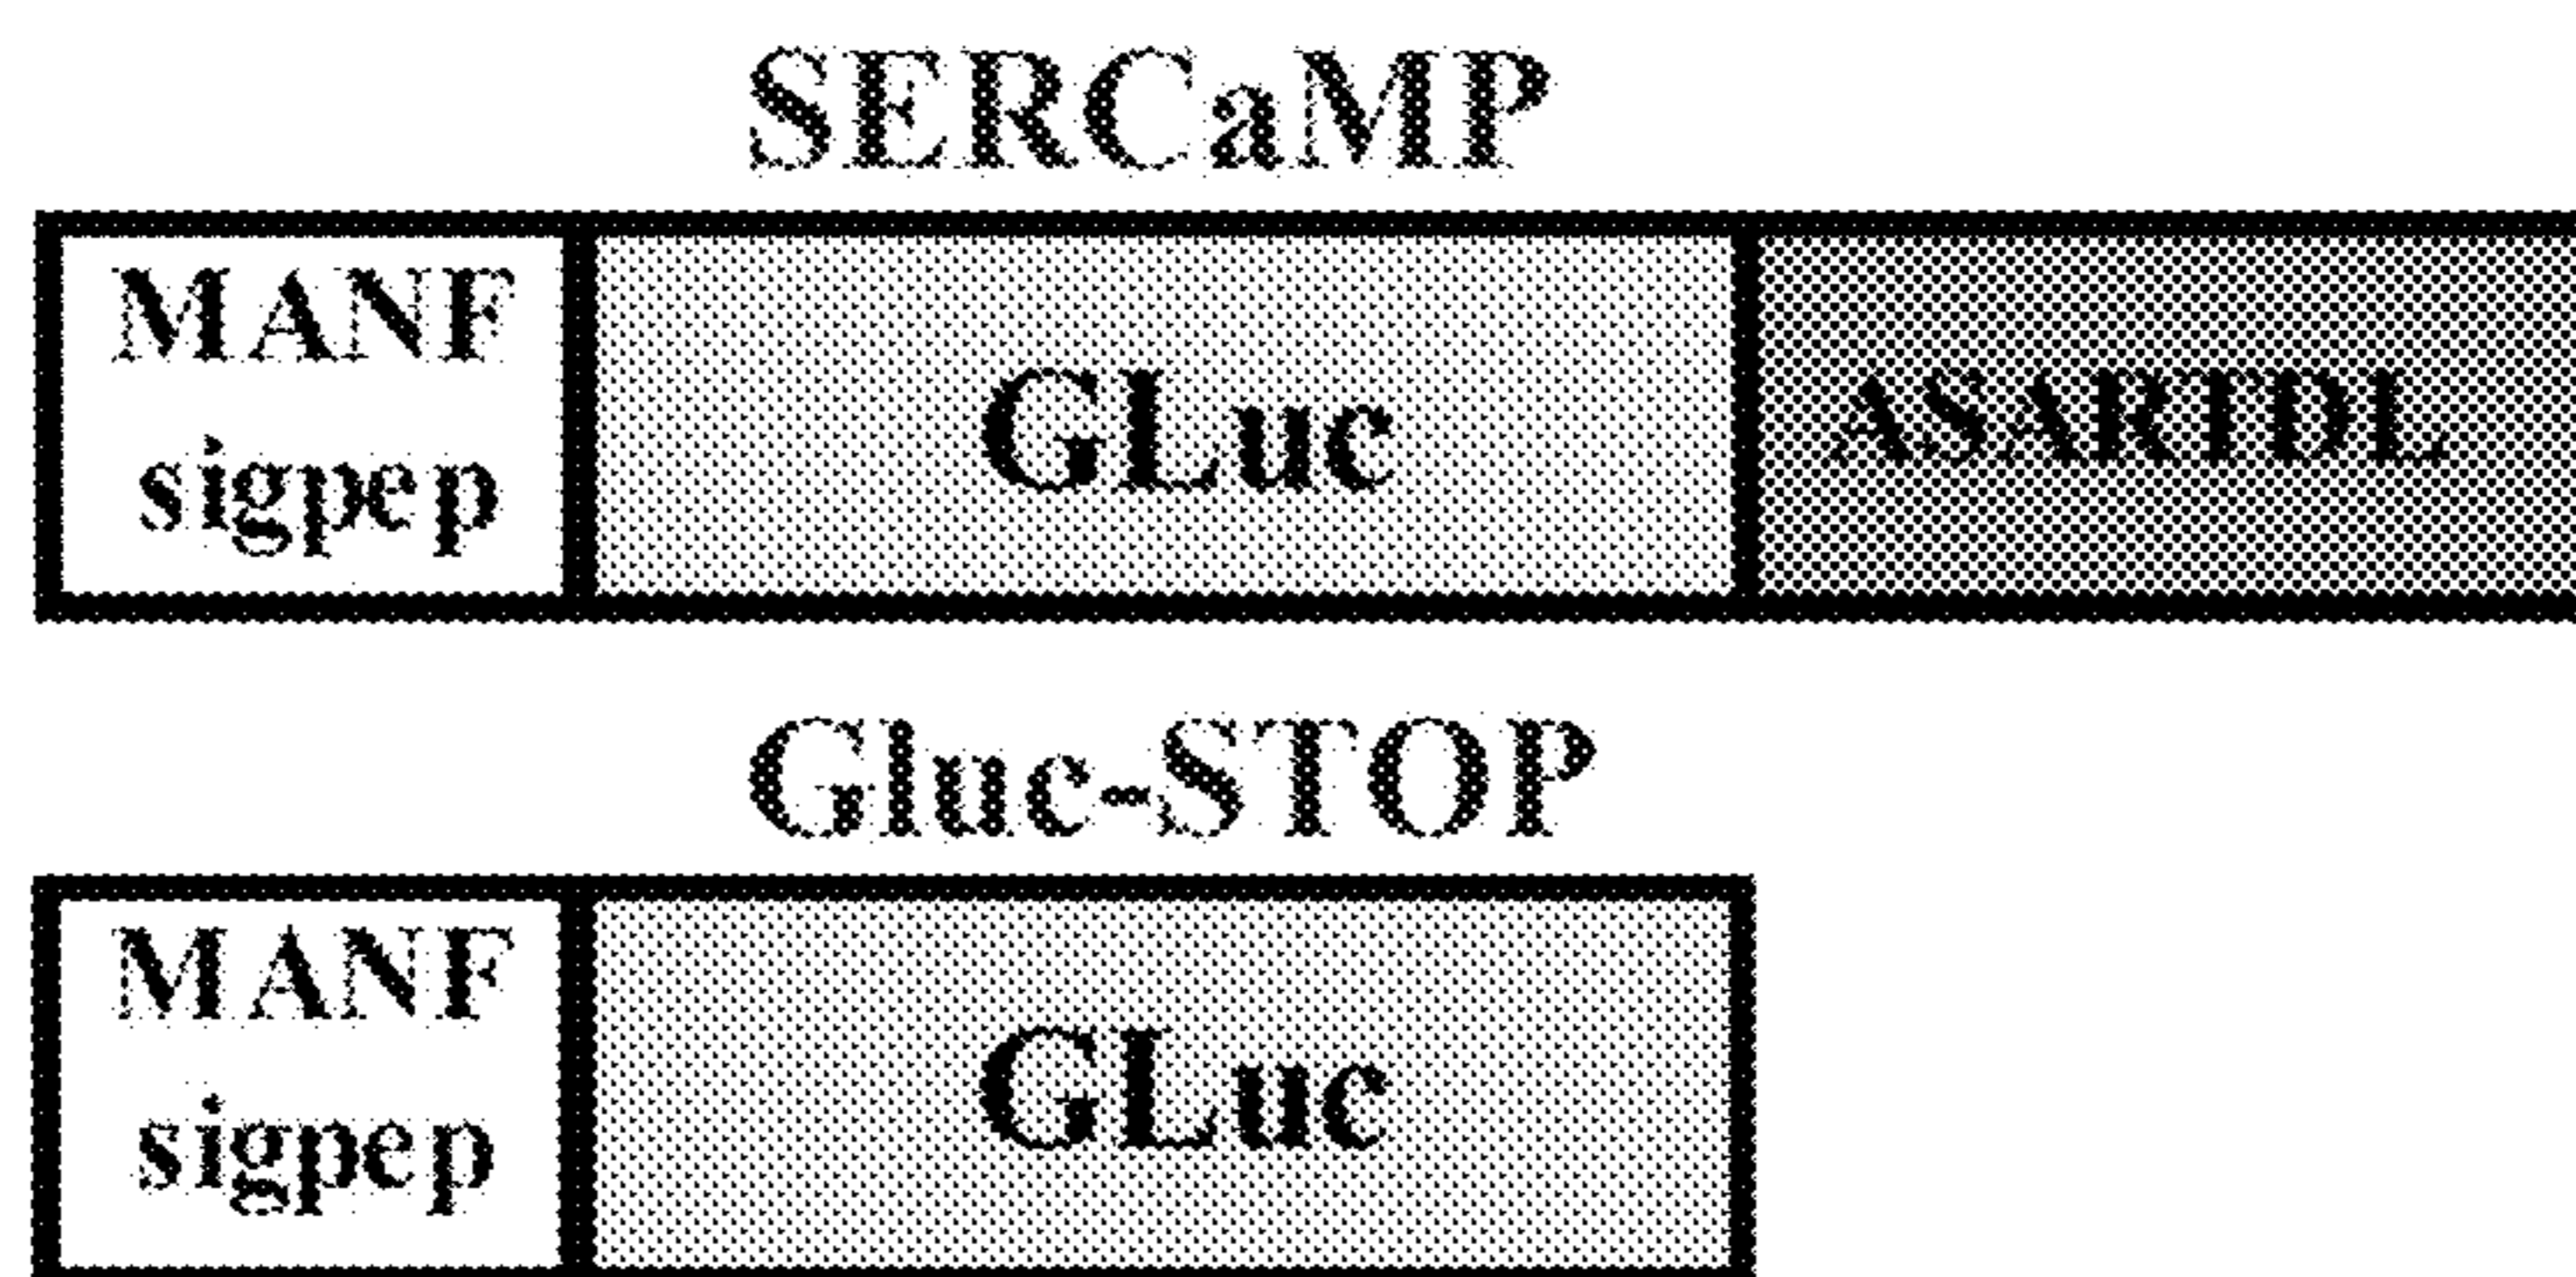 SERCaMP
MANF
sigpep
GLuc
ASARTDL
Gluc-STOP
MANF
sigpep
GLuc